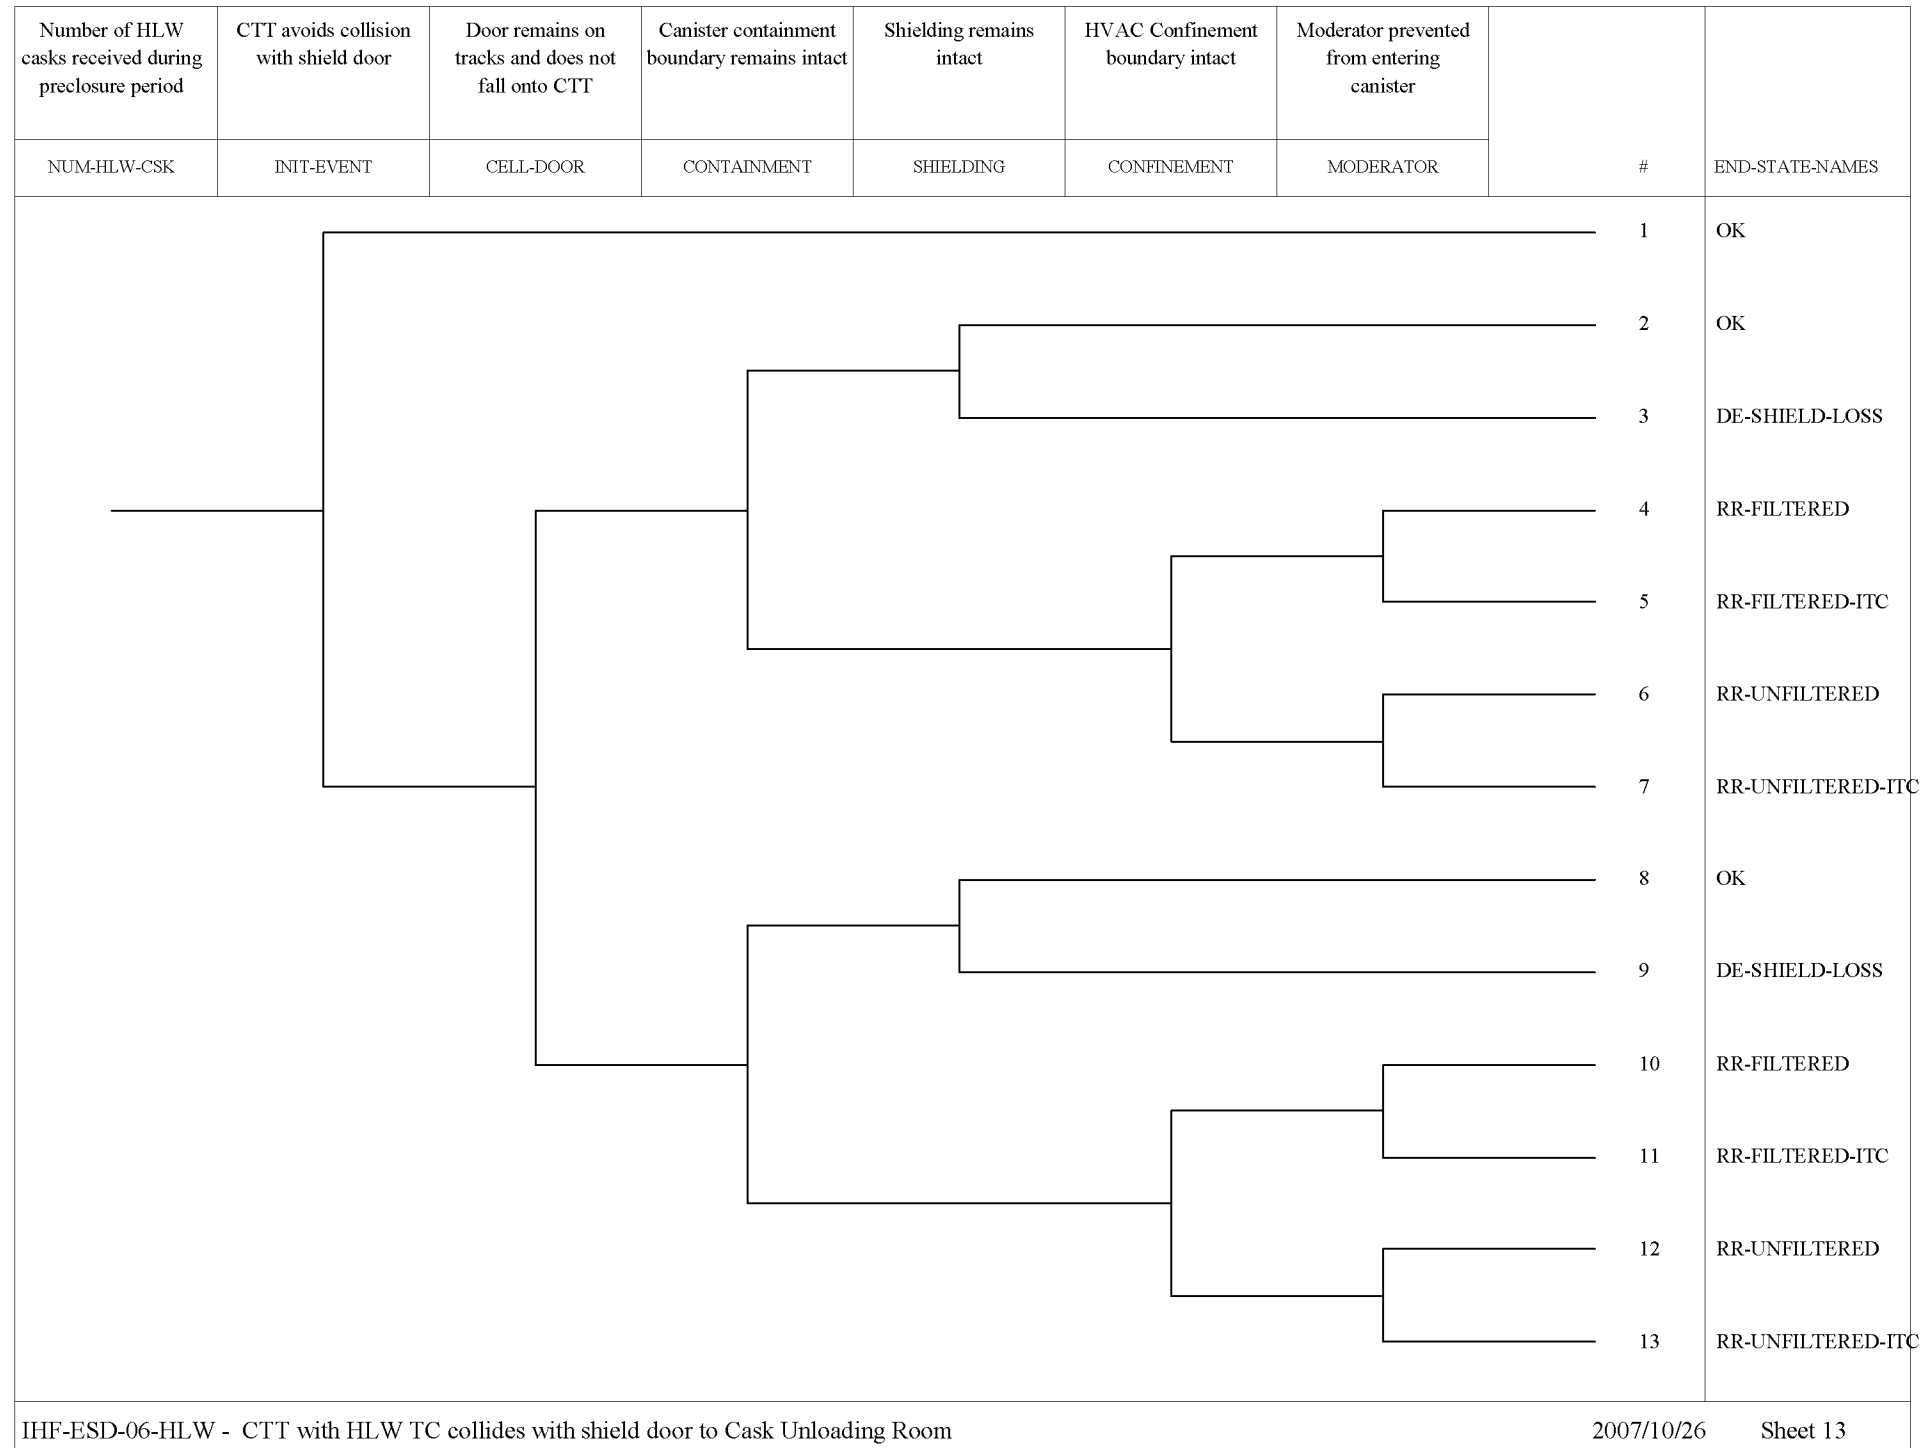 Number of HLW
casks received during
preclosure period
CTT avoids collision
with shield door
Door remains on
tracks and does not
fall onto CTT
Canister containment
boundary remains intact
Shielding remains
intact
HVAC Confinement
boundary intact
Moderator prevented
from entering
canister
NUM-HLW-CSK
INIT-EVENT
CELL-DOOR
CONTAINMENT
SHIELDING
CONFINEMENT
MODERATOR
#
END-STATE-NAMES
1 OK
2 OK
3 DE-SHIELD-LOSS
4 RR-FILTERED
5 RR-FILTERED-ITC
6 RR-UNFILTERED
7 RR-UNFILTERED-ITC
8 OK
9 DE-SHIELD-LOSS
10 RR-FILTERED
11 RR-FILTERED-ITC
12 RR-UNFILTERED
13 RR-UNFILTERED-ITC
IHF-ESD-06-HLW - CTT with HLW TC collides with shield door to Cask Unloading Room 2007/10/26 Sheet 13